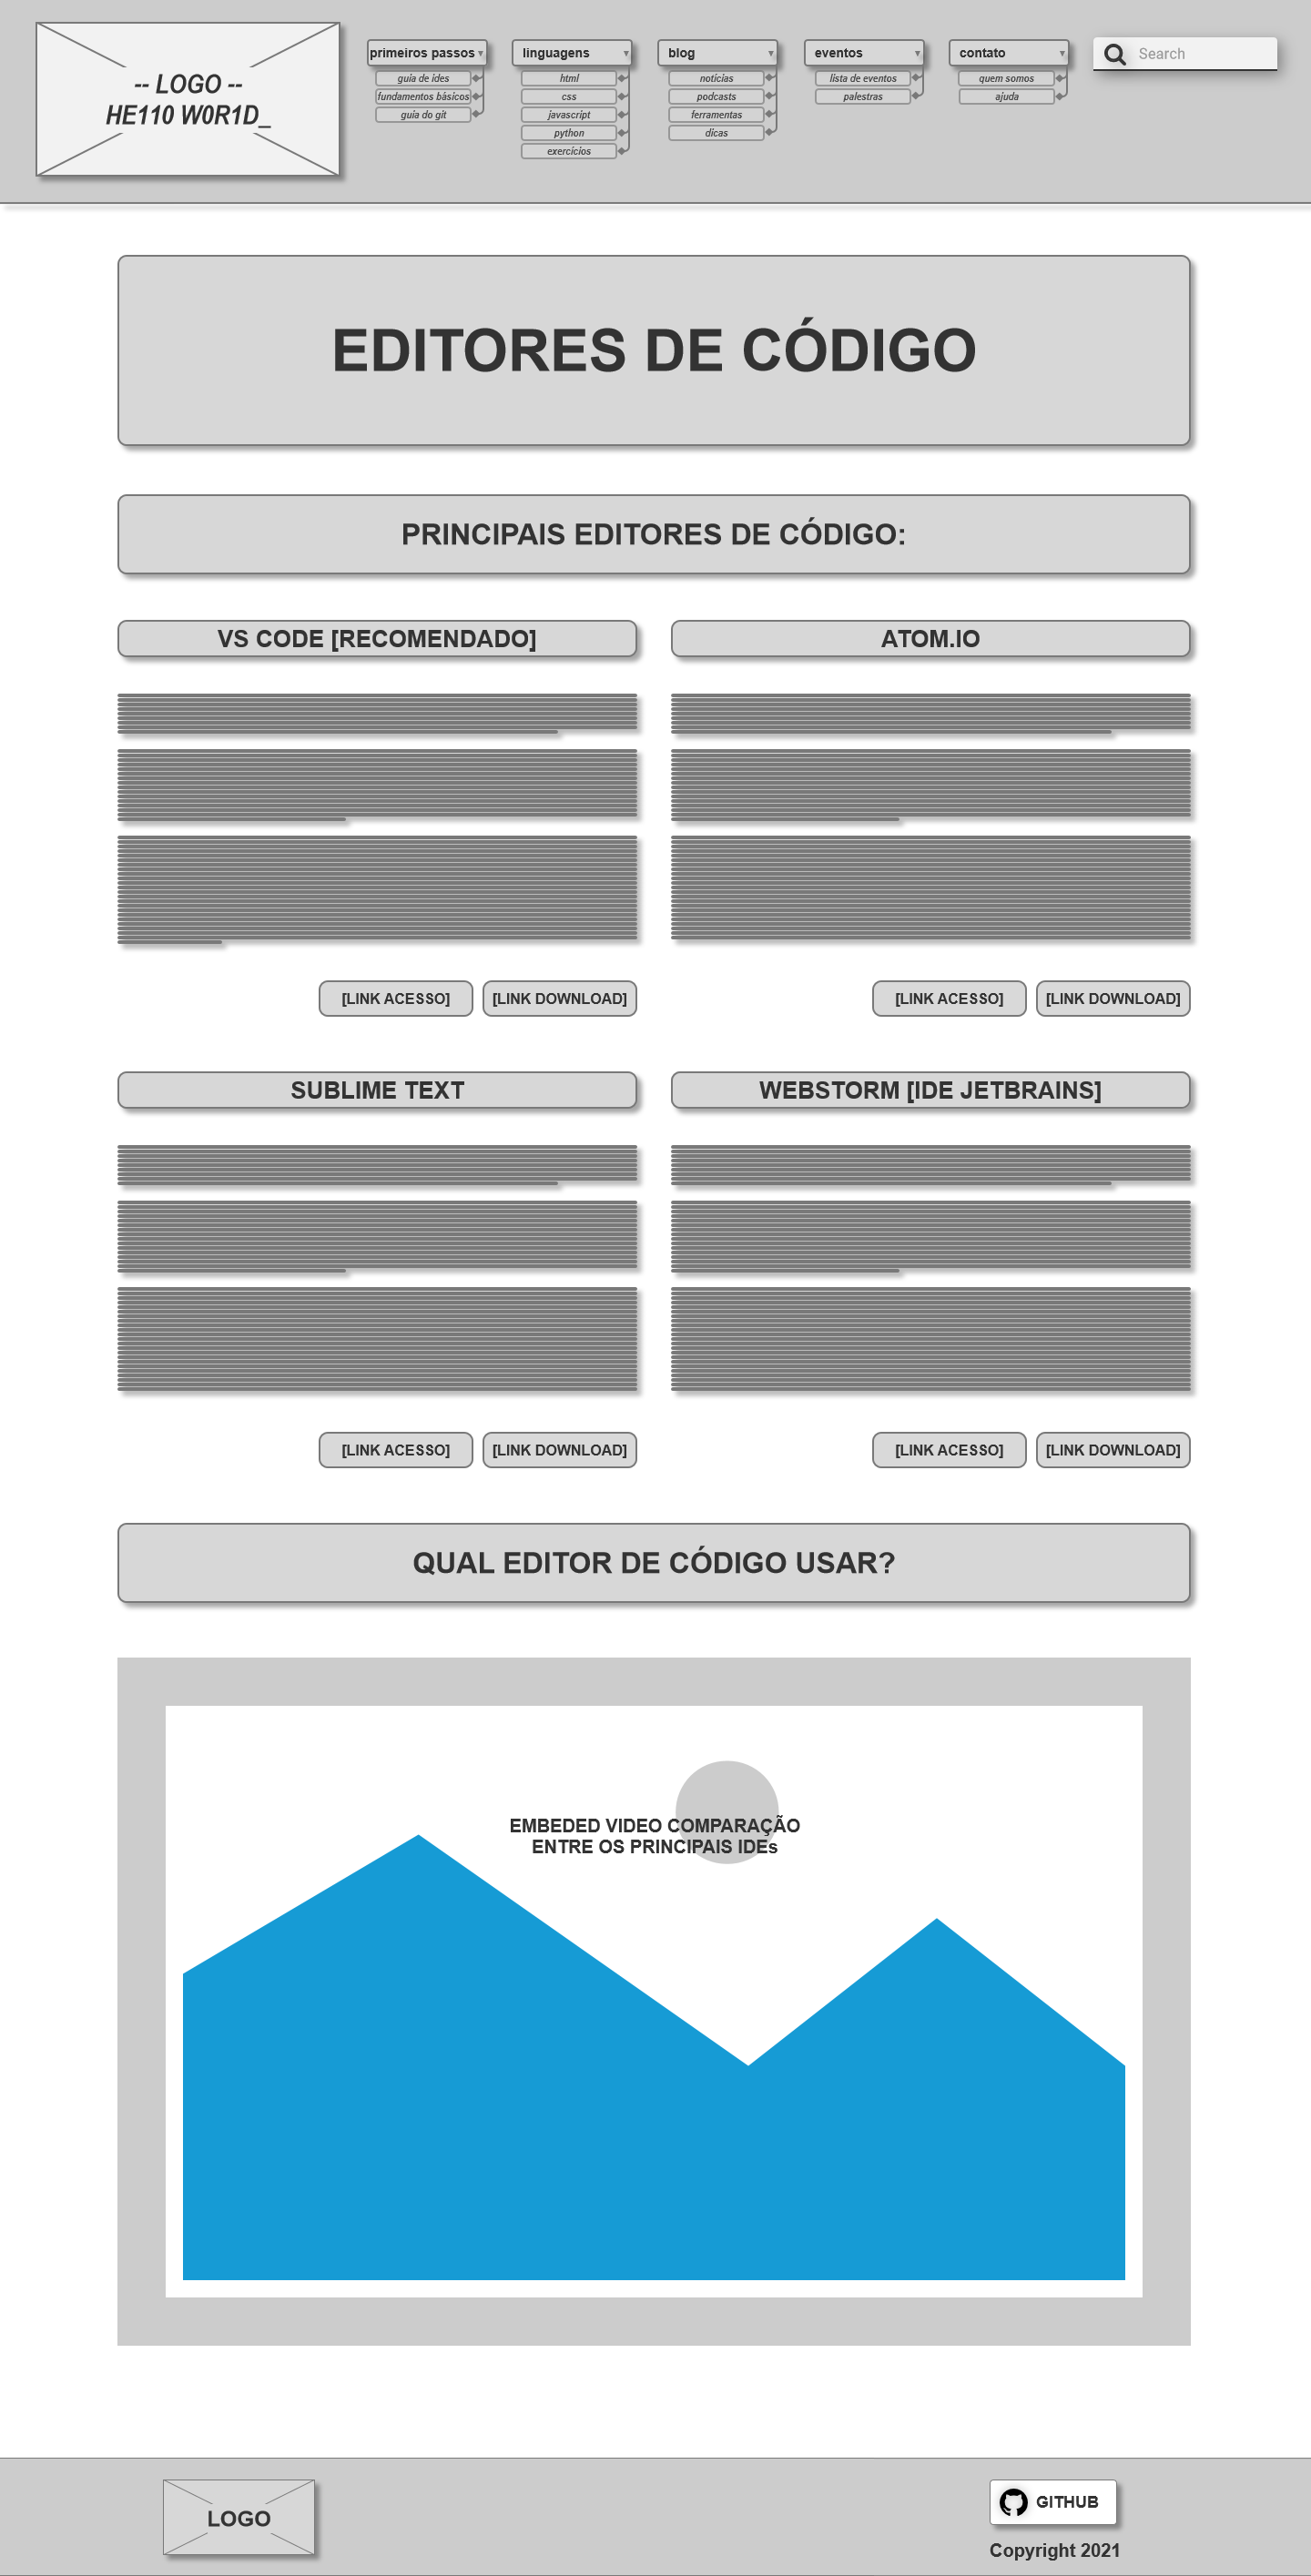 -- LOGO --
HE110 W0R1D_
primeiros passos ▾
guia de ides
fundamentos básicos
guia do git
linguagens ▾
html
css
javascript
python
exercícios
blog ▾
notícias
podcasts
ferramentas
dicas
eventos ▾
lista de eventos
palestras
contato ▾
quem somos
ajuda
Search
EDITORES DE CÓDIGO
PRINCIPAIS EDITORES DE CÓDIGO:
VS CODE [RECOMENDADO]
[LINK ACESSO] [LINK DOWNLOAD]
ATOM.IO
[LINK ACESSO] [LINK DOWNLOAD]
SUBLIME TEXT
[LINK ACESSO] [LINK DOWNLOAD]
WEBSTORM [IDE JETBRAINS]
[LINK ACESSO] [LINK DOWNLOAD]
QUAL EDITOR DE CÓDIGO USAR?
EMBEDED VIDEO COMPARAÇÃO
ENTRE OS PRINCIPAIS IDEs
LOGO
GITHUB
Copyright 2021